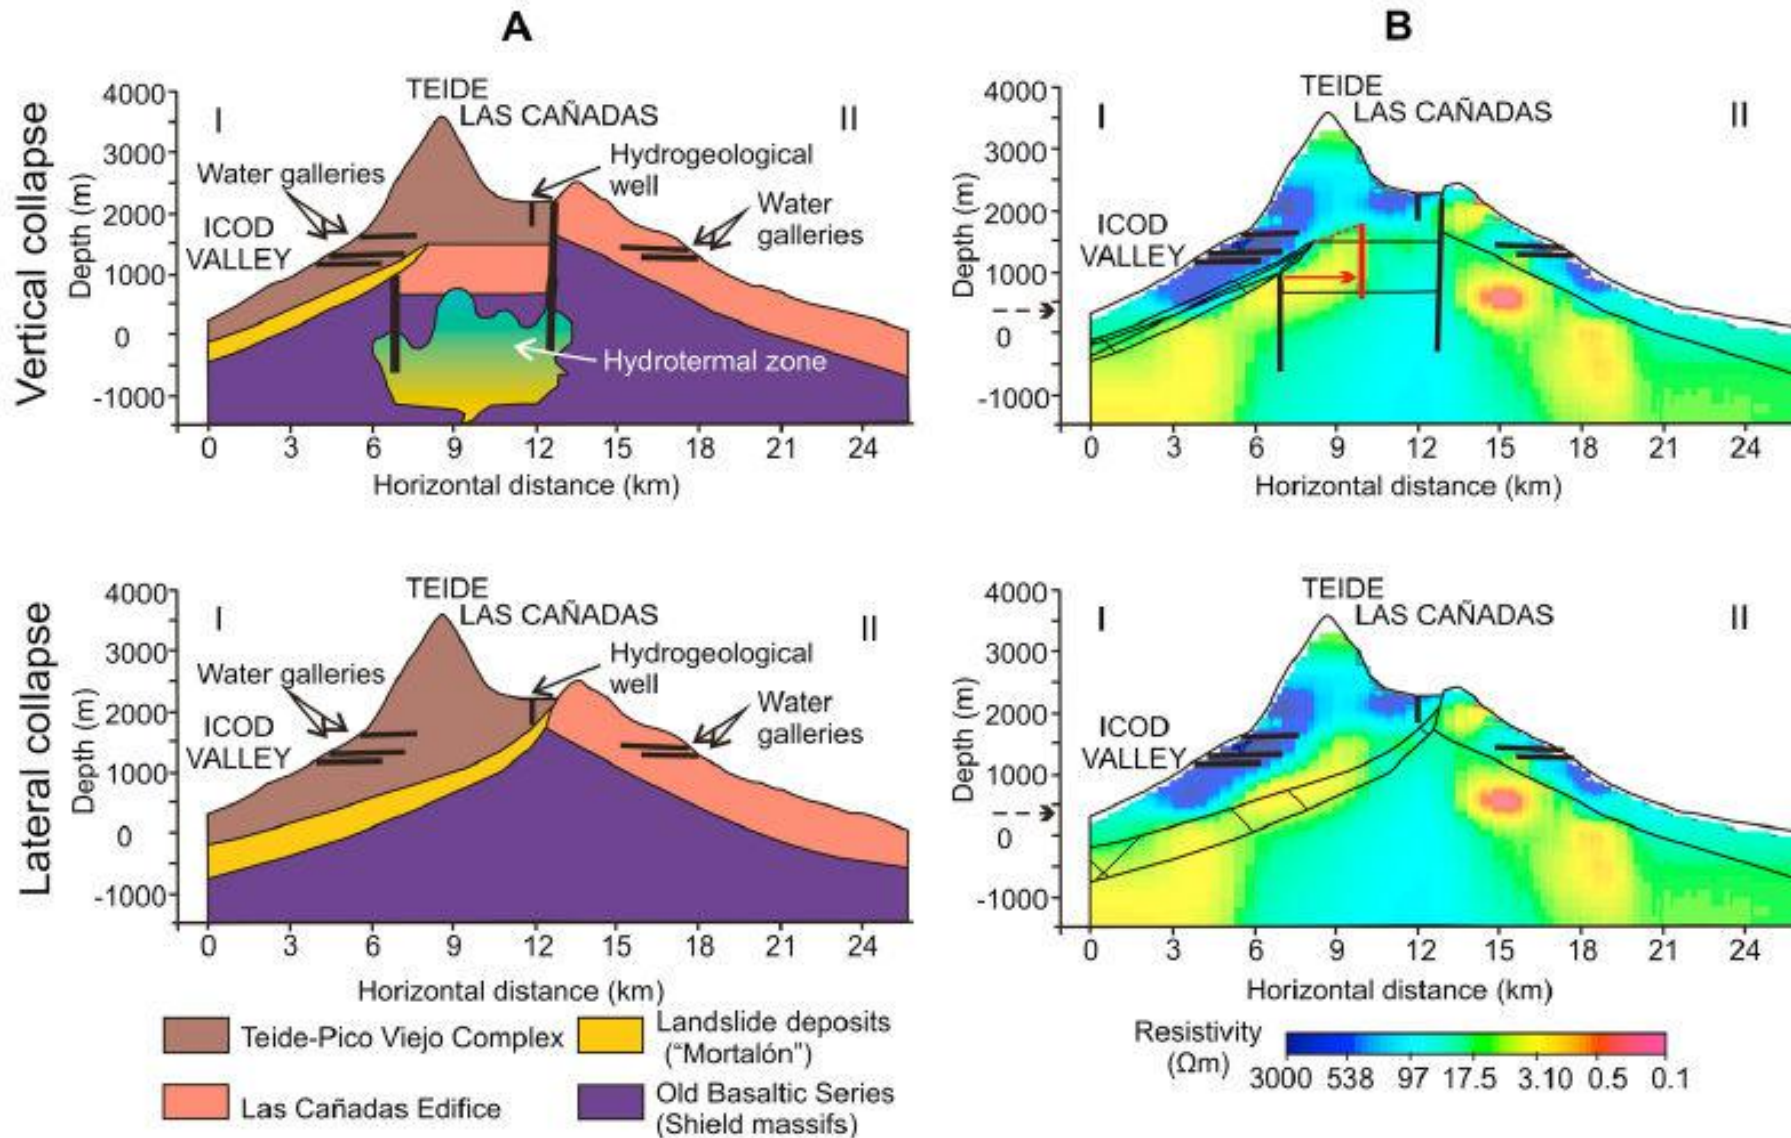 A
Vertical collapse
Depth (m)
4000
3000
2000
1000
0
-1000
I
TEIDE
LAS CAÑADAS
II
Water galleries
Hydrogeological
well
ICOD
VALLEY
Water
galleries
Hydrotermal zone
0 3 6 9 12 15 18 21 24
Horizontal distance (km)
B
Depth (m)
4000
3000
2000
1000
0
-1000
I
TEIDE
LAS CAÑADAS
II
ICOD
VALLEY
0 3 6 9 12 15 18 21 24
Horizontal distance (km)
Lateral collapse
Depth (m)
4000
3000
2000
1000
0
-1000
I
TEIDE
LAS CAÑADAS
II
Water galleries
Hydrogeological
well
ICOD
VALLEY
Water
galleries
0 3 6 9 12 15 18 21 24
Horizontal distance (km)
Depth (m)
4000
3000
2000
1000
0
-1000
I
TEIDE
LAS CAÑADAS
II
ICOD
VALLEY
0 3 6 9 12 15 18 21 24
Horizontal distance (km)
Teide-Pico Viejo Complex
Las Cañadas Edifice
Landslide deposits
("Mortalón")
Old Basaltic Series
(Shield massifs)
Resistivity
(Ωm)
3000 538 97 17.5 3.10 0.5 0.1